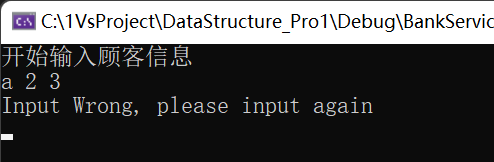 C:\1VsProject\DataStructure_Pro1\Debug\BankServic
开始输入顾客信息
a 2 3
Input Wrong, please input again